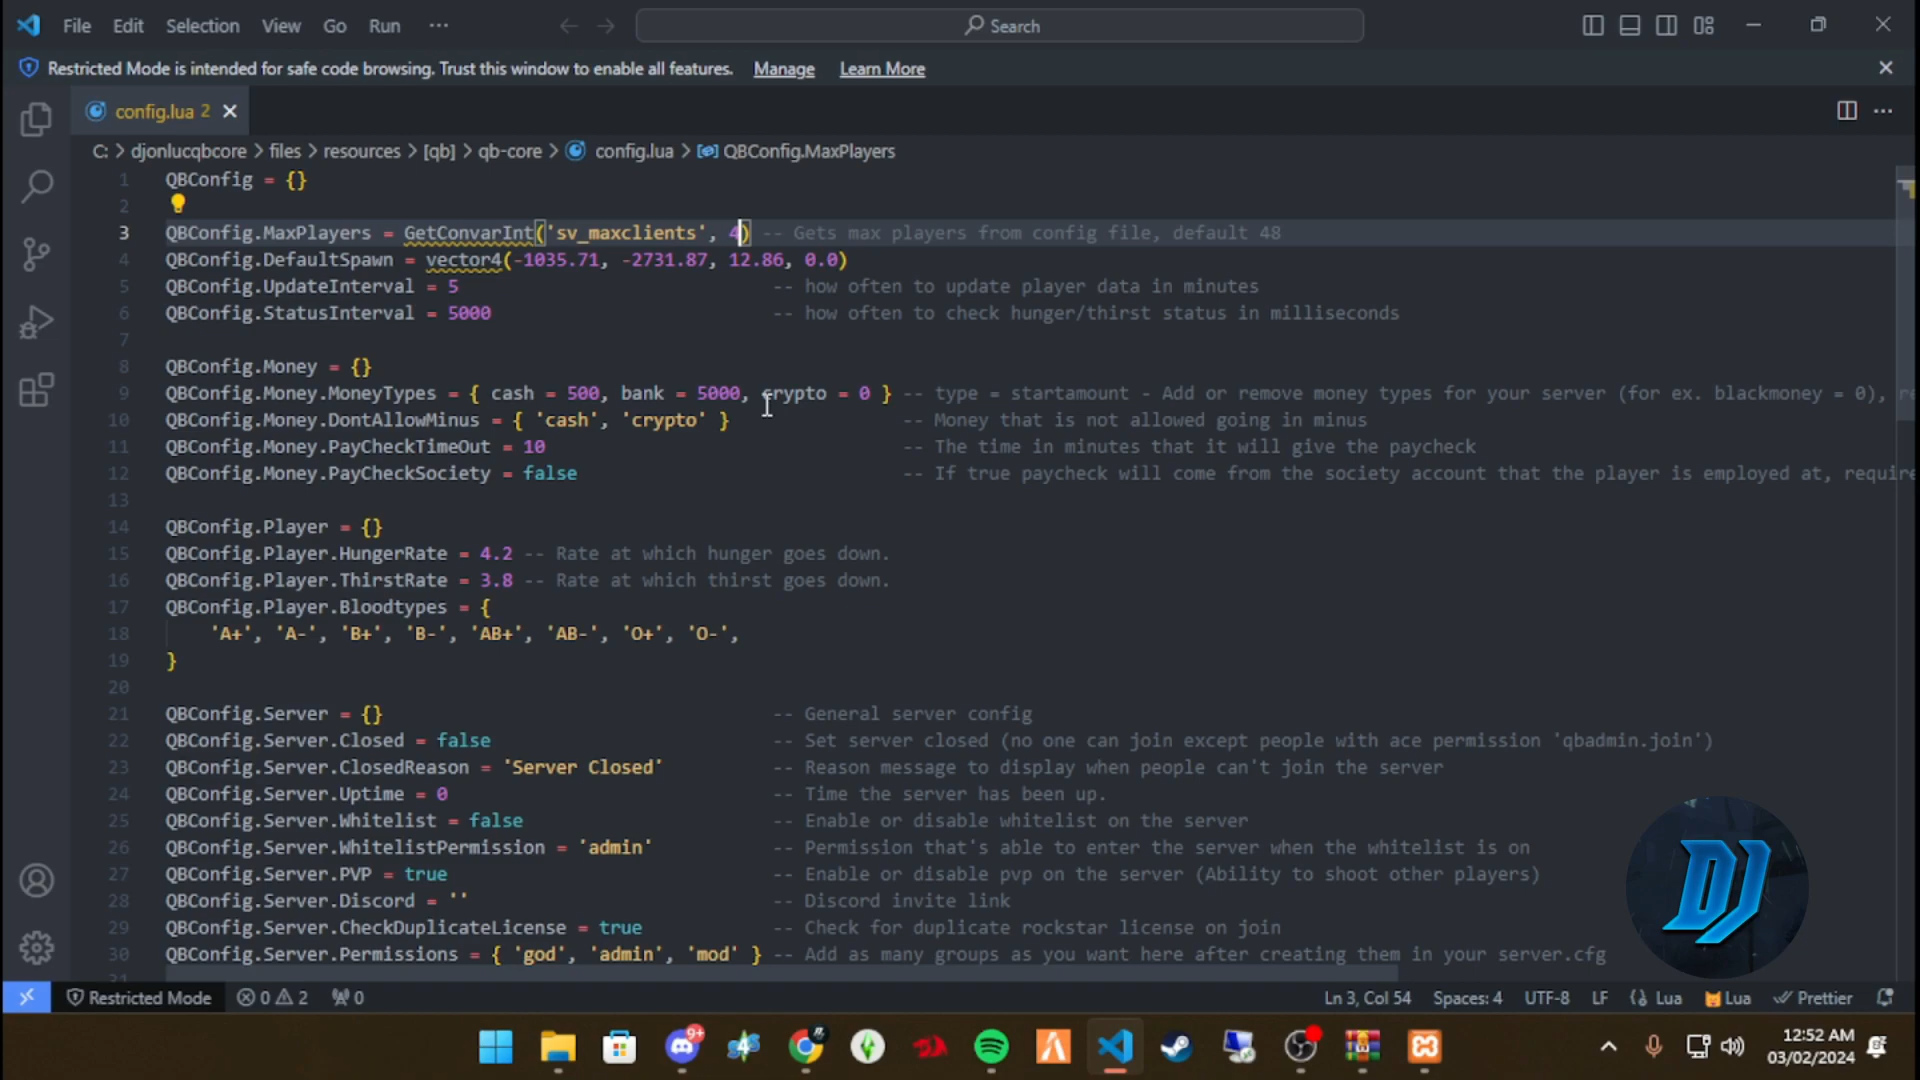 File Edit Selection View Go Run ··· Search
Restricted Mode is intended for safe code browsing. Trust this window to enable all features. Manage Learn More
config.lua 2
C: > djonlucqbcore > files > resources > [qb] > qb-core > config.lua > QBConfig.MaxPlayers
1 QBConfig = {}
2
3 QBConfig.MaxPlayers = GetConvarInt('sv_maxclients', 4) -- Gets max players from config file, default 48
4 QBConfig.DefaultSpawn = vector4(-1035.71, -2731.87, 12.86, 0.0)
5 QBConfig.UpdateInterval = 5 -- how often to update player data in minutes
6 QBConfig.StatusInterval = 5000 -- how often to check hunger/thirst status in milliseconds
7
8 QBConfig.Money = {}
9 QBConfig.Money.MoneyTypes = { cash = 500, bank = 5000, crypto = 0 } -- type = startamount - Add or remove money types for your server (for ex. blackmoney = 0), re
10 QBConfig.Money.DontAllowMinus = { 'cash', 'crypto' } -- Money that is not allowed going in minus
11 QBConfig.Money.PayCheckTimeOut = 10 -- The time in minutes that it will give the paycheck
12 QBConfig.Money.PayCheckSociety = false -- If true paycheck will come from the society account that the player is employed at, require
13
14 QBConfig.Player = {}
15 QBConfig.Player.HungerRate = 4.2 -- Rate at which hunger goes down.
16 QBConfig.Player.ThirstRate = 3.8 -- Rate at which thirst goes down.
17 QBConfig.Player.Bloodtypes = {
18 'A+', 'A-', 'B+', 'B-', 'AB+', 'AB-', 'O+', 'O-',
19 }
20
21 QBConfig.Server = {} -- General server config
22 QBConfig.Server.Closed = false -- Set server closed (no one can join except people with ace permission 'qbadmin.join')
23 QBConfig.Server.ClosedReason = 'Server Closed' -- Reason message to display when people can't join the server
24 QBConfig.Server.Uptime = 0 -- Time the server has been up.
25 QBConfig.Server.Whitelist = false -- Enable or disable whitelist on the server
26 QBConfig.Server.WhitelistPermission = 'admin' -- Permission that's able to enter the server when the whitelist is on
27 QBConfig.Server.PVP = true -- Enable or disable pvp on the server (Ability to shoot other players)
28 QBConfig.Server.Discord = '' -- Discord invite link
29 QBConfig.Server.CheckDuplicateLicense = true -- Check for duplicate rockstar license on join
30 QBConfig.Server.Permissions = { 'god', 'admin', 'mod' } -- Add as many groups as you want here after creating them in your server.cfg
31
DJ
Restricted Mode 0 2 0 Ln 3, Col 54 Spaces: 4 UTF-8 LF Lua Lua Prettier
9+
12:52 AM
03/02/2024